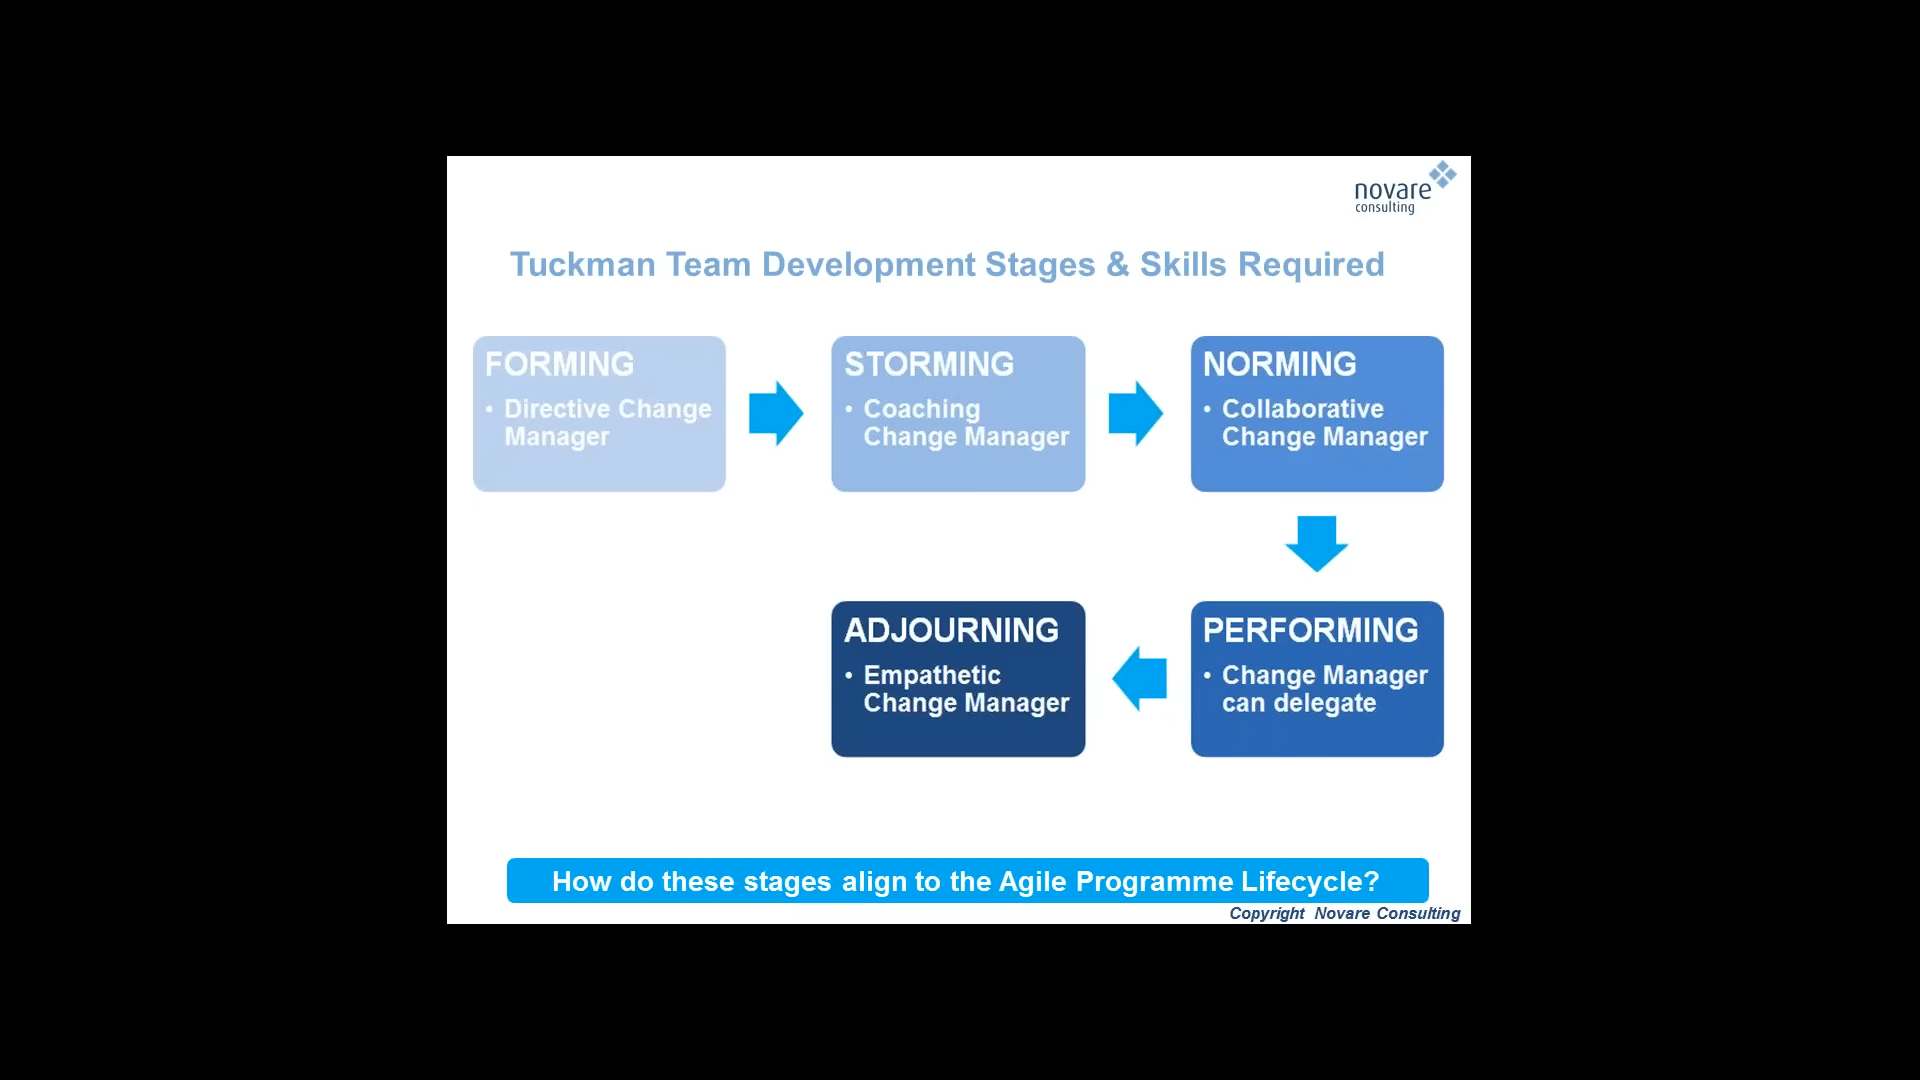 novare
consulting
Tuckman Team Development Stages & Skills Required
FORMING
• Directive Change
Manager
STORMING
• Coaching
Change Manager
NORMING
• Collaborative
Change Manager
PERFORMING
• Change Manager
can delegate
ADJOURNING
• Empathetic
Change Manager
How do these stages align to the Agile Programme Lifecycle?
Copyright Novare Consulting